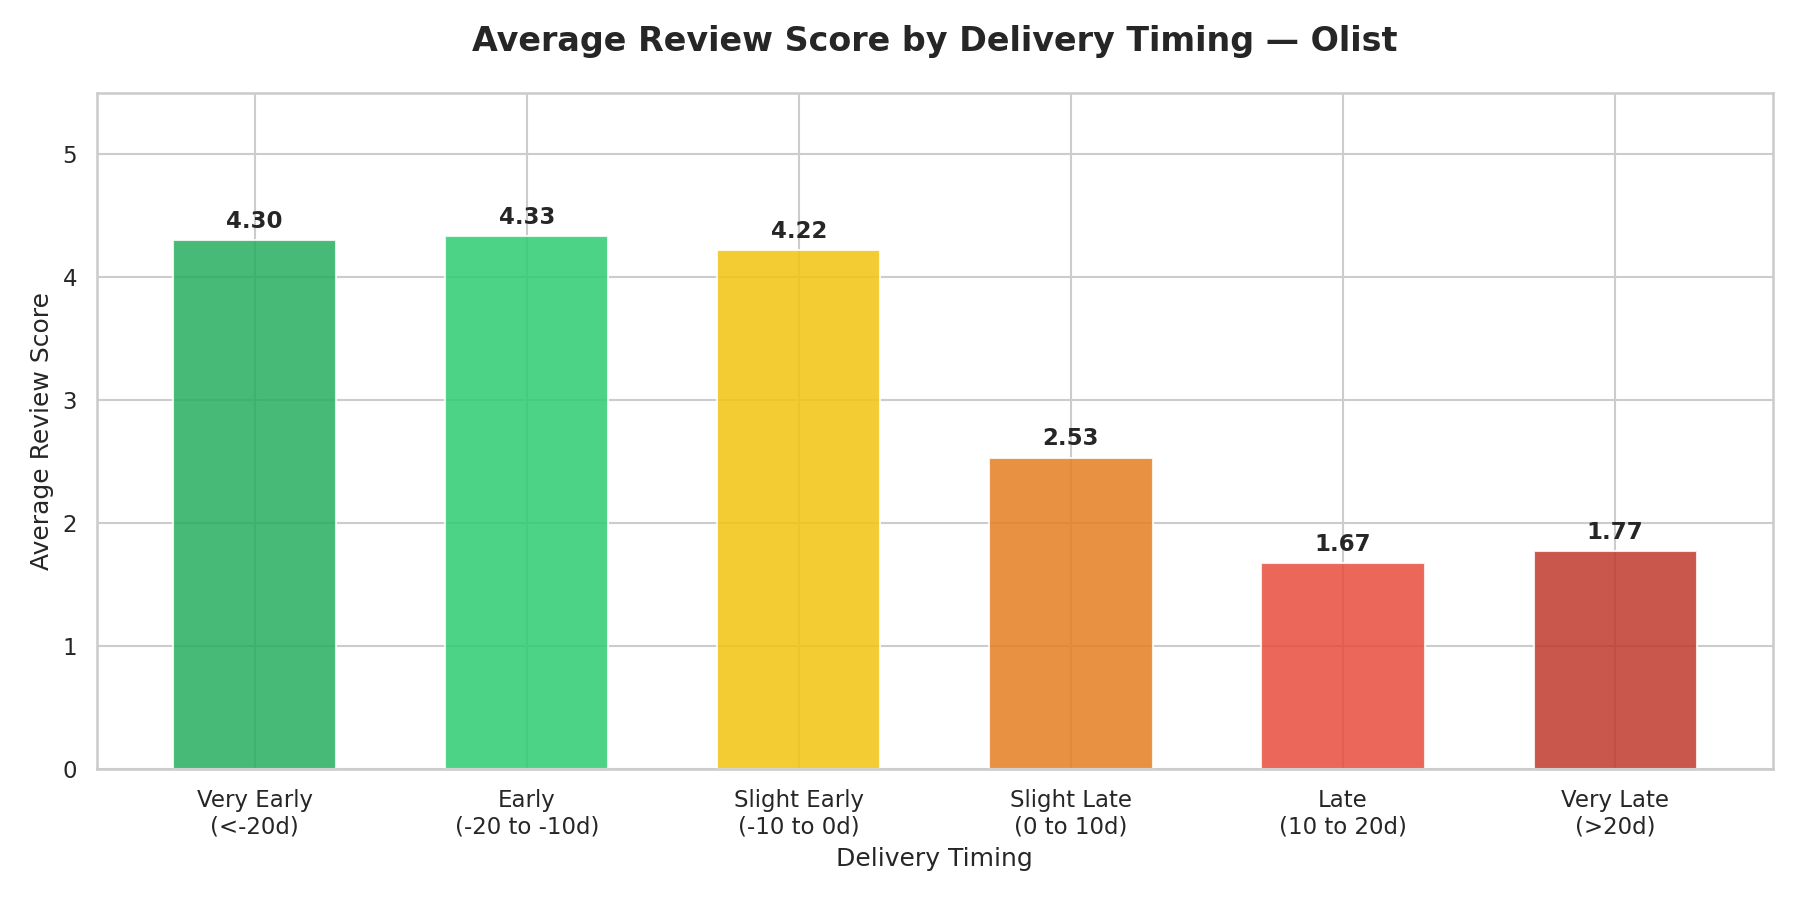 Average Review Score by Delivery Timing — Olist
Average Review Score
5
4
3
2
1
0
4.30
4.33
4.22
2.53
1.67
1.77
Very Early
(<-20d)
Early
(-20 to -10d)
Slight Early
(-10 to 0d)
Slight Late
(0 to 10d)
Late
(10 to 20d)
Very Late
(>20d)
Delivery Timing